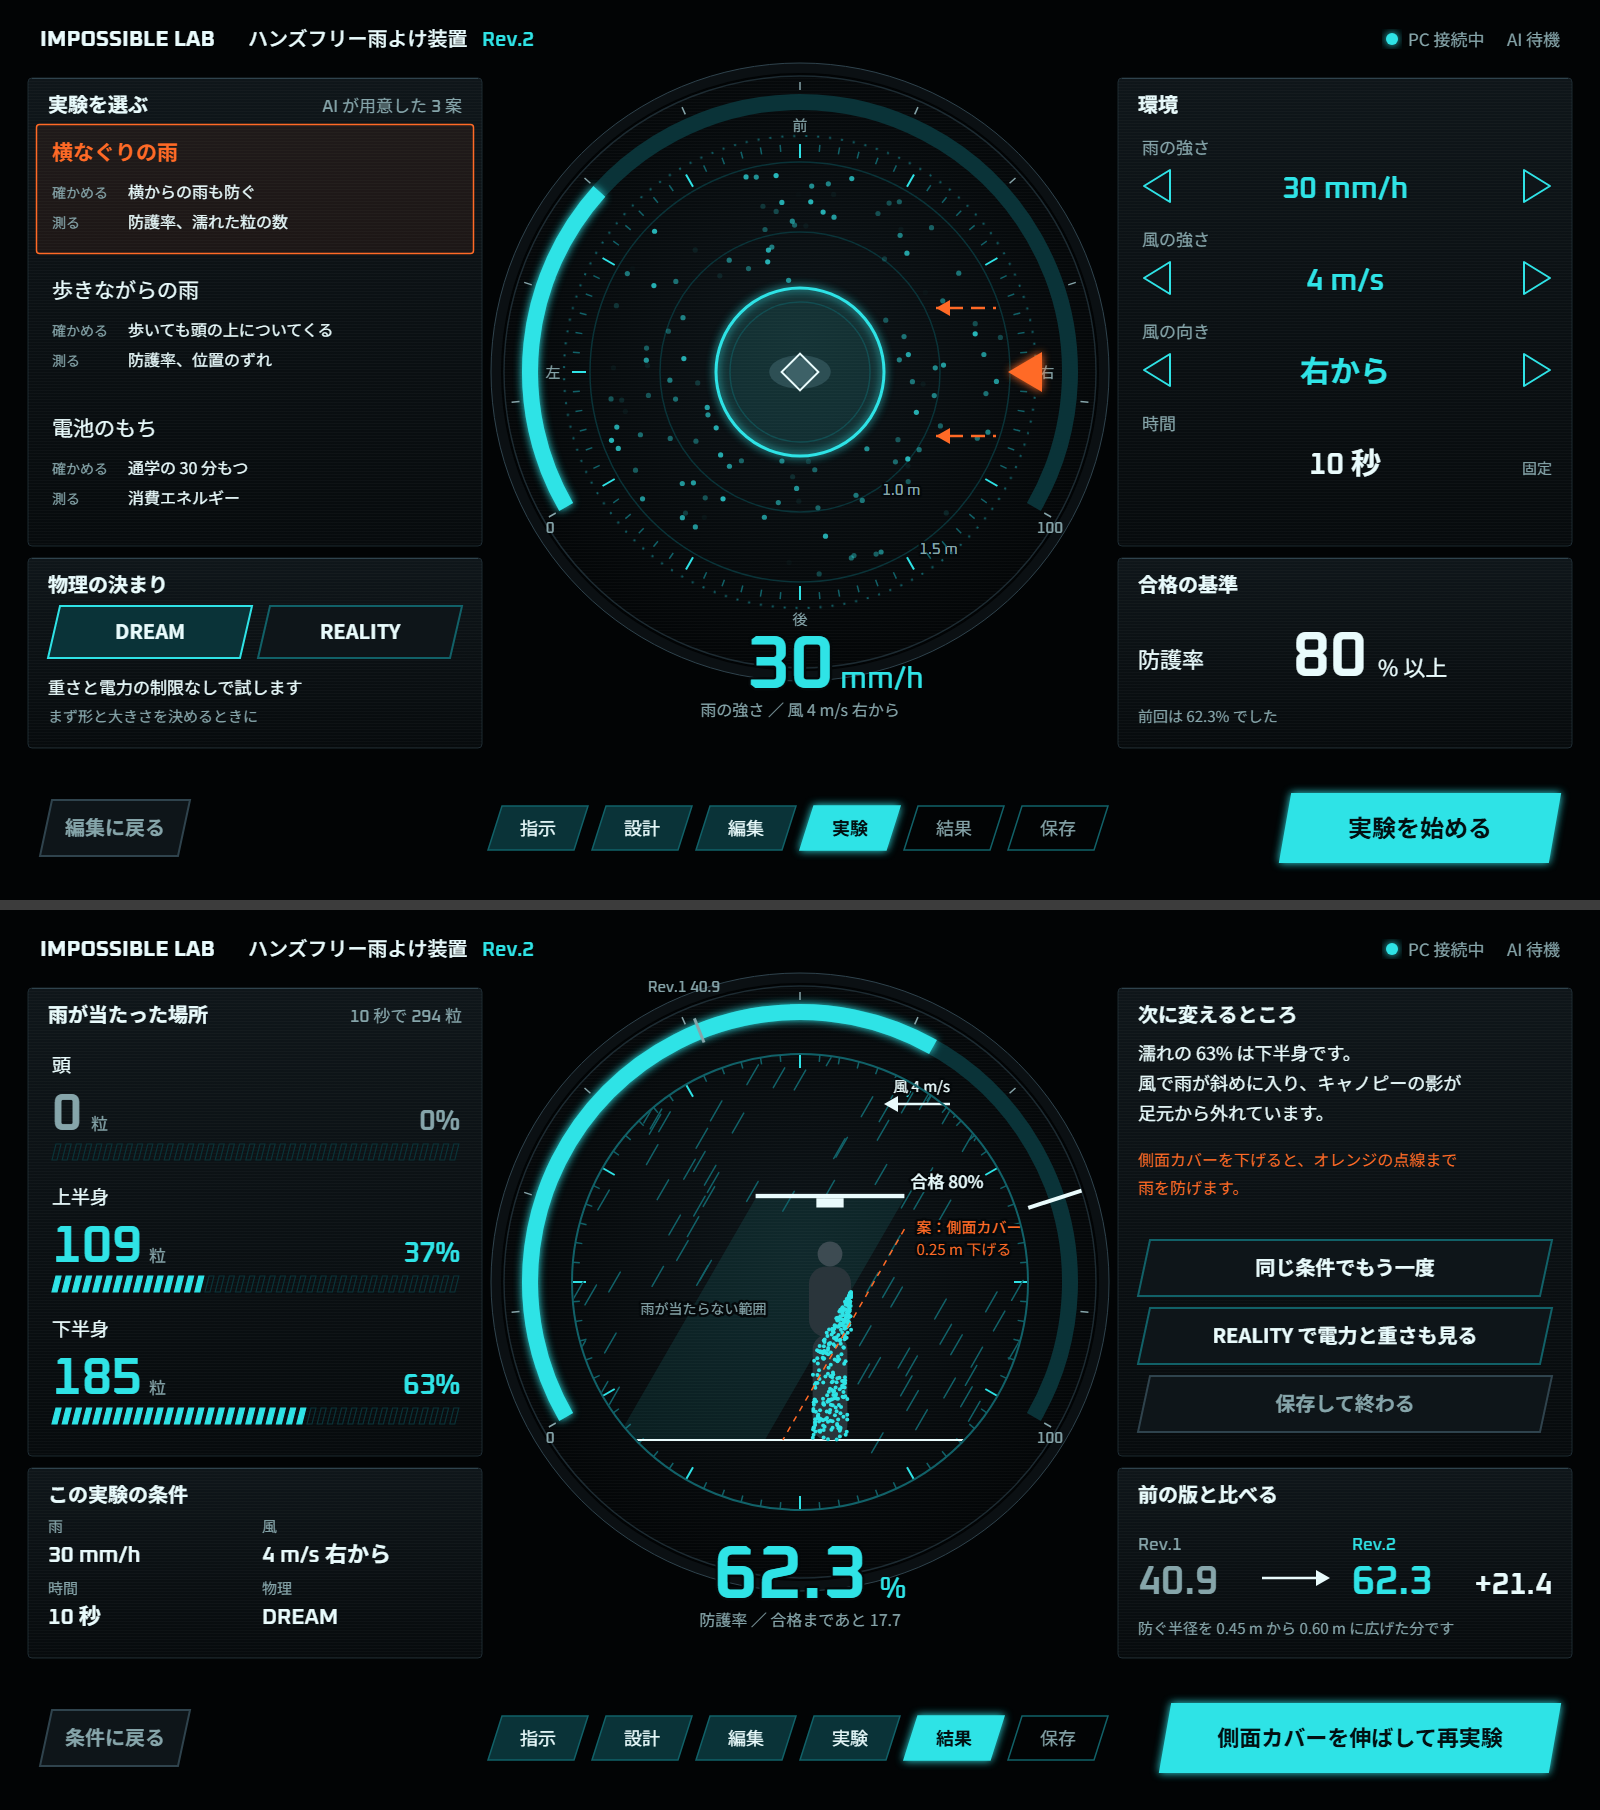 IMPOSSIBLE LAB ハンズフリー雨よけ装置 Rev.2
PC 接続中 AI 待機
実験を選ぶ AI が用意した 3 案
横なぐりの雨
確かめる 横からの雨も防ぐ
測る 防護率、濡れた粒の数
歩きながらの雨
確かめる 歩いても頭の上についてくる
測る 防護率、位置のずれ
電池のもち
確かめる 通学の 30 分もつ
測る 消費エネルギー
物理の決まり
DREAM REALITY
重さと電力の制限なしで試します
まず形と大きさを決めるときに
前
左
右
後
1.0 m
1.5 m
0
100
30 mm/h
雨の強さ ／ 風 4 m/s 右から
環境
雨の強さ
30 mm/h
風の強さ
4 m/s
風の向き
右から
時間
10 秒 固定
合格の基準
防護率 80 % 以上
前回は 62.3% でした
編集に戻る
指示 設計 編集 実験 結果 保存
実験を始める
IMPOSSIBLE LAB ハンズフリー雨よけ装置 Rev.2
PC 接続中 AI 待機
雨が当たった場所 10 秒で 294 粒
頭
0 粒 0%
上半身
109 粒 37%
下半身
185 粒 63%
この実験の条件
雨 風
30 mm/h 4 m/s 右から
時間 物理
10 秒 DREAM
Rev.1 40.9
風 4 m/s
合格 80%
案：側面カバー
0.25 m 下げる
雨が当たらない範囲
0
100
62.3 %
防護率 ／ 合格まであと 17.7
次に変えるところ
濡れの 63% は下半身です。
風で雨が斜めに入り、キャノピーの影が
足元から外れています。
側面カバーを下げると、オレンジの点線まで
雨を防げます。
同じ条件でもう一度
REALITY で電力と重さも見る
保存して終わる
前の版と比べる
Rev.1 Rev.2
40.9 62.3 +21.4
防ぐ半径を 0.45 m から 0.60 m に広げた分です
条件に戻る
指示 設計 編集 実験 結果 保存
側面カバーを伸ばして再実験